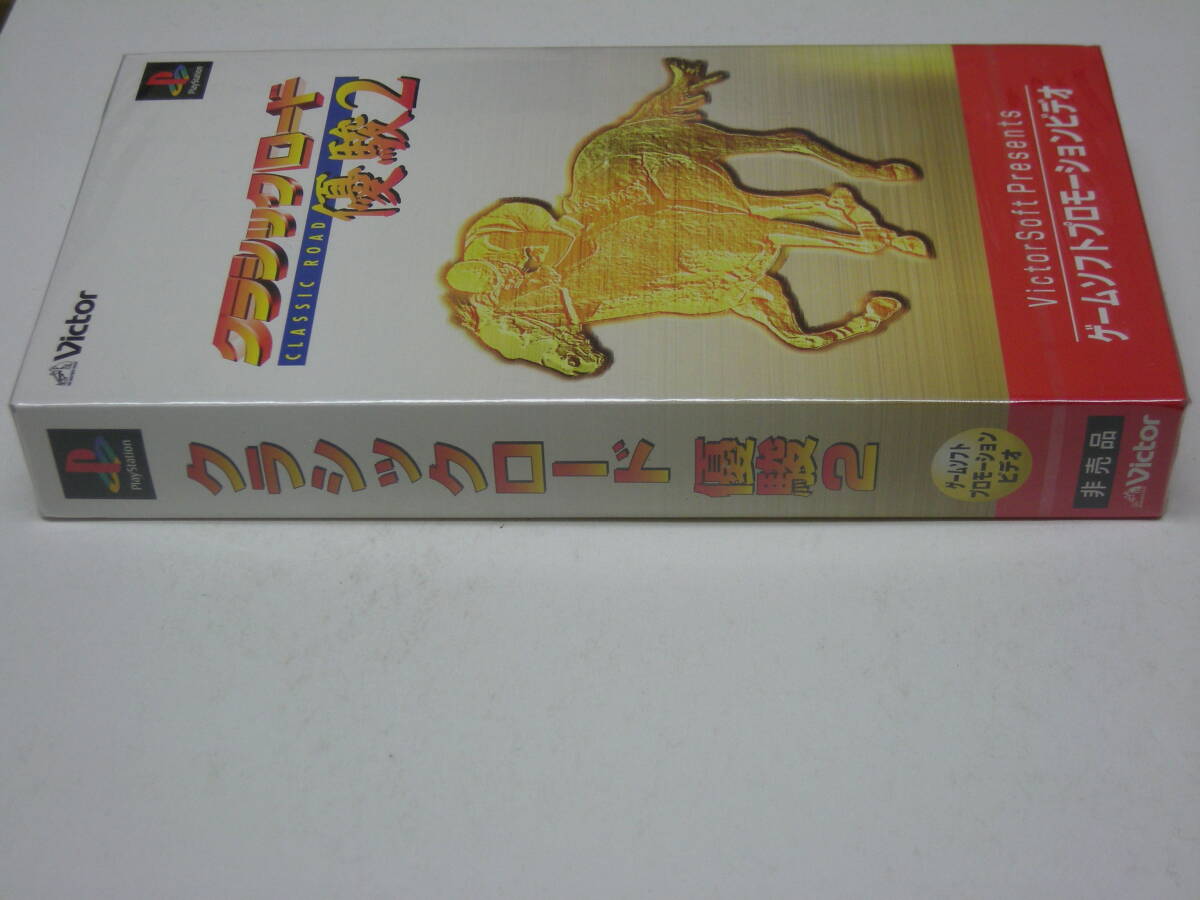 PlayStation
Victor
クラシックロード
CLASSIC ROAD
優駿2
VictorSoft Presents
ゲームソフトプロモーションビデオ
PlayStation
クラシックロード 優駿2
ゲームソフト
プロモーション
ビデオ
非売品
Victor